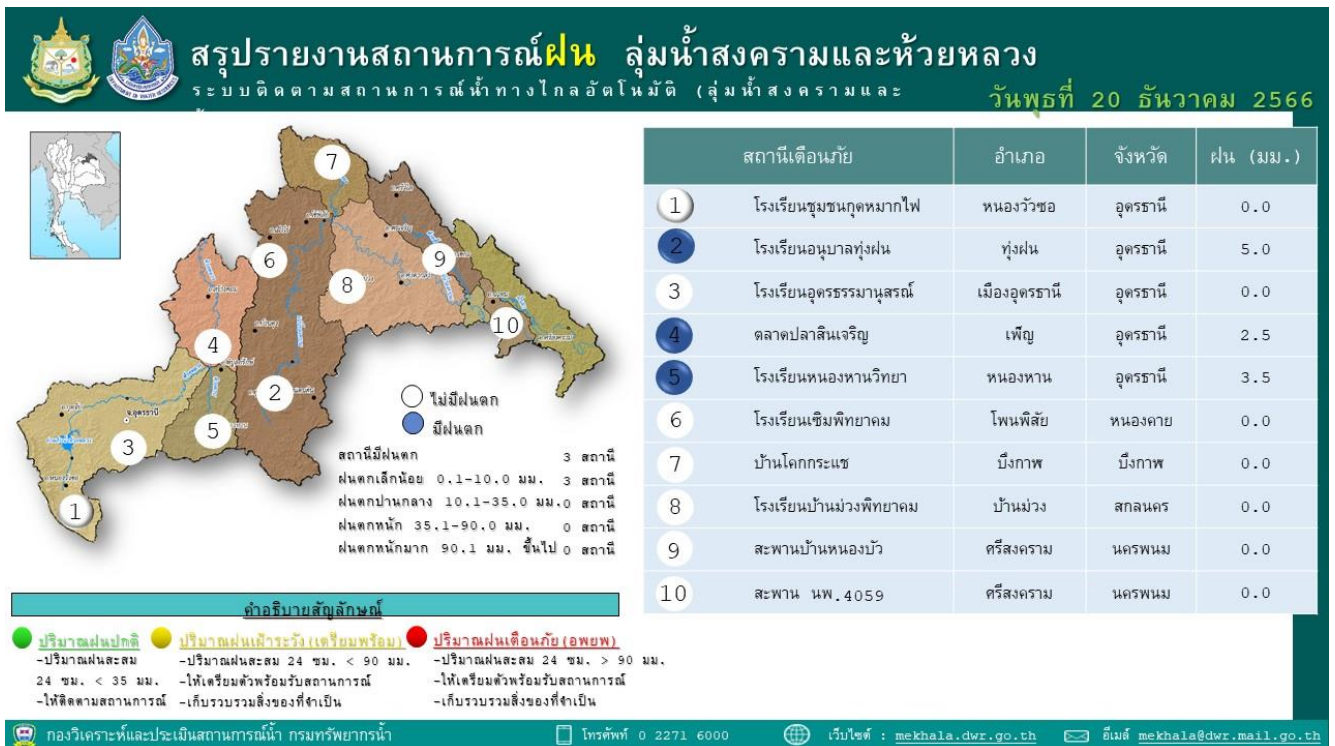 สรุปรายงานสถานการณ์ฝน ลุ่มน้ำสงครามและห้วยหลวง
ระบบติดตามสถานการณ์น้ำทางไกลอัตโนมัติ (ลุ่มน้ำสงครามและ
วันพุธที่ 20 ธันวาคม 2566
7
6
8
9
10
4
2
5
3
1
จ.อุดรธานี
ไม่มีฝนตก
มีฝนตก
สถานีมีฝนตก 3 สถานี
ฝนตกเล็กน้อย 0.1-10.0 มม. 3 สถานี
ฝนตกปานกลาง 10.1-35.0 มม. 0 สถานี
ฝนตกหนัก 35.1-90.0 มม. 0 สถานี
ฝนตกหนักมาก 90.1 มม. ขึ้นไป 0 สถานี
สถานีเตือนภัย อำเภอ จังหวัด ฝน (มม.)
1 โรงเรียนชุมชนกุดหมากไฟ หนองวัวซอ อุดรธานี 0.0
2 โรงเรียนอนุบาลทุ่งฝน ทุ่งฝน อุดรธานี 5.0
3 โรงเรียนอุดรธรรมานุสรณ์ เมืองอุดรธานี อุดรธานี 0.0
4 ตลาดปลาสินเจริญ เพ็ญ อุดรธานี 2.5
5 โรงเรียนหนองหานวิทยา หนองหาน อุดรธานี 3.5
6 โรงเรียนเซิมพิทยาคม โพนพิสัย หนองคาย 0.0
7 บ้านโคกกระแซ บึงกาฬ บึงกาฬ 0.0
8 โรงเรียนบ้านม่วงพิทยาคม บ้านม่วง สกลนคร 0.0
9 สะพานบ้านหนองบัว ศรีสงคราม นครพนม 0.0
10 สะพาน นพ.4059 ศรีสงคราม นครพนม 0.0
คำอธิบายสัญลักษณ์
ปริมาณฝนปกติ
-ปริมาณฝนสะสม
24 ชม. < 35 มม.
-ให้ติดตามสถานการณ์
ปริมาณฝนเฝ้าระวัง(เตรียมพร้อม)
-ปริมาณฝนสะสม 24 ชม. < 90 มม.
-ให้เตรียมตัวพร้อมรับสถานการณ์
-เก็บรวบรวมสิ่งของที่จำเป็น
ปริมาณฝนเตือนภัย(อพยพ)
-ปริมาณฝนสะสม 24 ชม. > 90 มม.
-ให้เตรียมตัวพร้อมรับสถานการณ์
-เก็บรวบรวมสิ่งของที่จำเป็น
กองวิเคราะห์และประเมินสถานการณ์น้ำ กรมทรัพยากรน้ำ
โทรศัพท์ 0 2271 6000
เว็บไซต์ : mekhala.dwr.go.th
อีเมล์ mekhala@dwr.mail.go.th